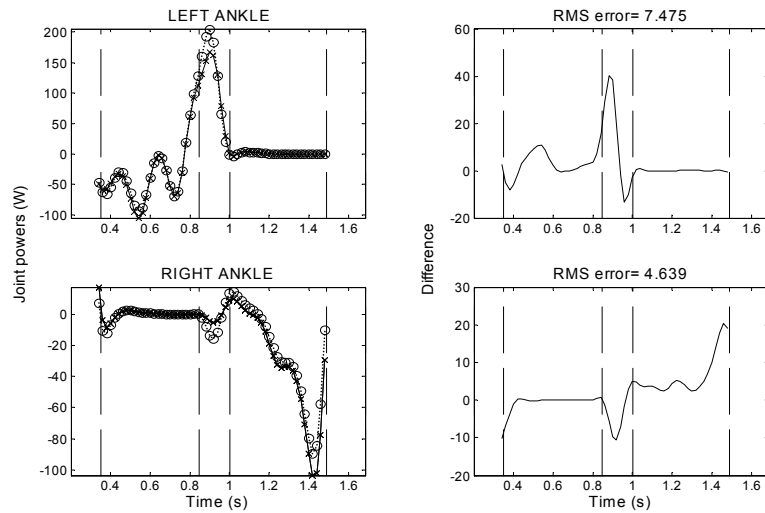 LEFT ANKLE
200
150
100
50
0
-50
-100
0.4 0.6 0.8 1 1.2 1.4 1.6
RMS error= 7.475
60
40
20
0
-20
0.4 0.6 0.8 1 1.2 1.4 1.6
Joint powers (W)
Difference
RIGHT ANKLE
0
-20
-40
-60
-80
-100
0.4 0.6 0.8 1 1.2 1.4 1.6
Time (s)
RMS error= 4.639
30
20
10
0
-10
-20
0.4 0.6 0.8 1 1.2 1.4 1.6
Time (s)